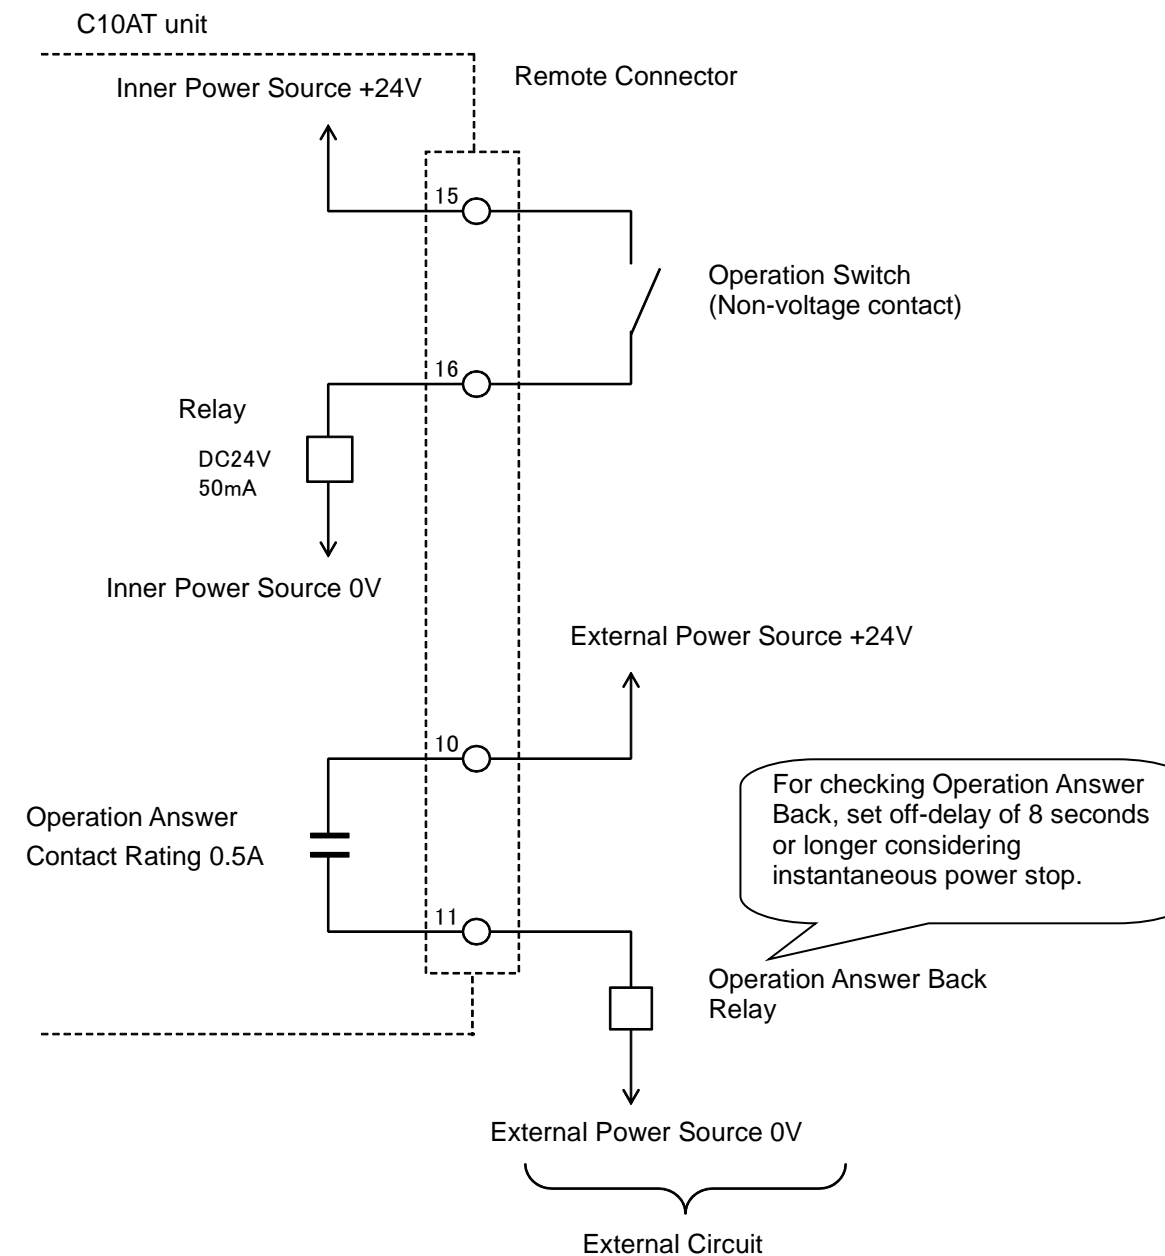 C10AT unit
Remote Connector
Inner Power Source +24V
15
Operation Switch
(Non-voltage contact)
16
Relay
DC24V
50mA
Inner Power Source 0V
External Power Source +24V
10
For checking Operation Answer
Back, set off-delay of 8 seconds
or longer considering
instantaneous power stop.
Operation Answer
Contact Rating 0.5A
11
Operation Answer Back
Relay
External Power Source 0V
External Circuit